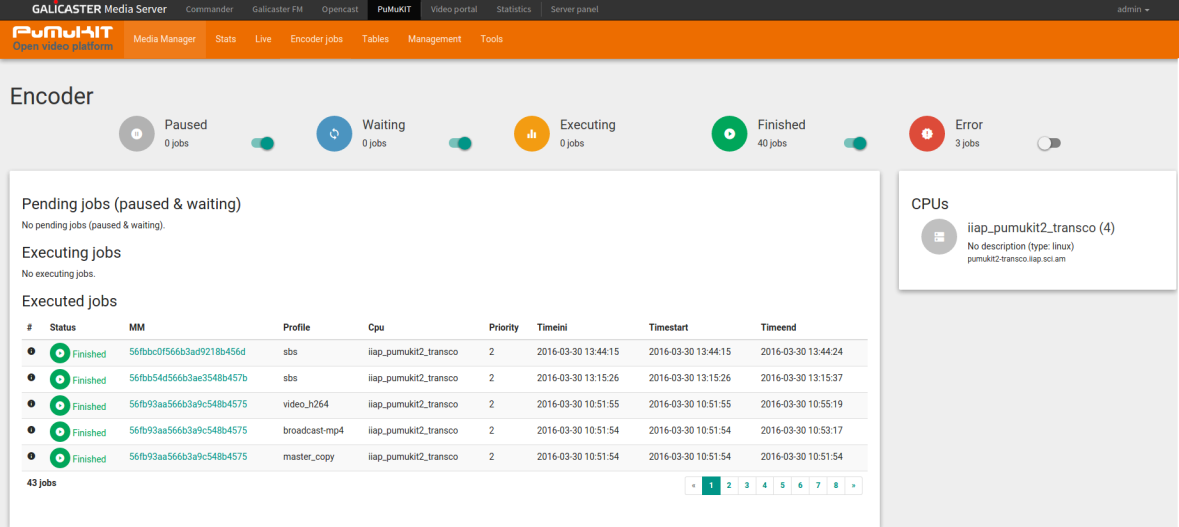 GALICASTER Media Server Commander Galicaster FM Opencast PuMuKIT Video portal Statistics Server panel admin
PuMuKIT Media Manager Stats Live Encoder jobs Tables Management Tools
Open video platform
Encoder
Paused Waiting Executing Finished Error
0 jobs 0 jobs 0 jobs 40 jobs 3 jobs
Pending jobs (paused & waiting)
No pending jobs (paused & waiting).
Executing jobs
No executing jobs.
Executed jobs
# Status MM Profile Cpu Priority Timeini Timestart Timeend
Finished 56fbbc0f566b3ad9218b456d sbs iiap_pumukit2_transco 2 2016-03-30 13:44:15 2016-03-30 13:44:15 2016-03-30 13:44:24
Finished 56fbb54d566b3ae3548b457b sbs iiap_pumukit2_transco 2 2016-03-30 13:15:26 2016-03-30 13:15:26 2016-03-30 13:15:37
Finished 56fb93aa566b3a9c548b4575 video_h264 iiap_pumukit2_transco 2 2016-03-30 10:51:55 2016-03-30 10:51:55 2016-03-30 10:55:19
Finished 56fb93aa566b3a9c548b4575 broadcast-mp4 iiap_pumukit2_transco 2 2016-03-30 10:51:54 2016-03-30 10:51:54 2016-03-30 10:53:17
Finished 56fb93aa566b3a9c548b4575 master_copy iiap_pumukit2_transco 2 2016-03-30 10:51:54 2016-03-30 10:51:54 2016-03-30 10:51:54
43 jobs « 1 2 3 4 5 6 7 8 »
CPUs
iiap_pumukit2_transco (4)
No description (type: linux)
pumukit2-transco.iiap.sci.am